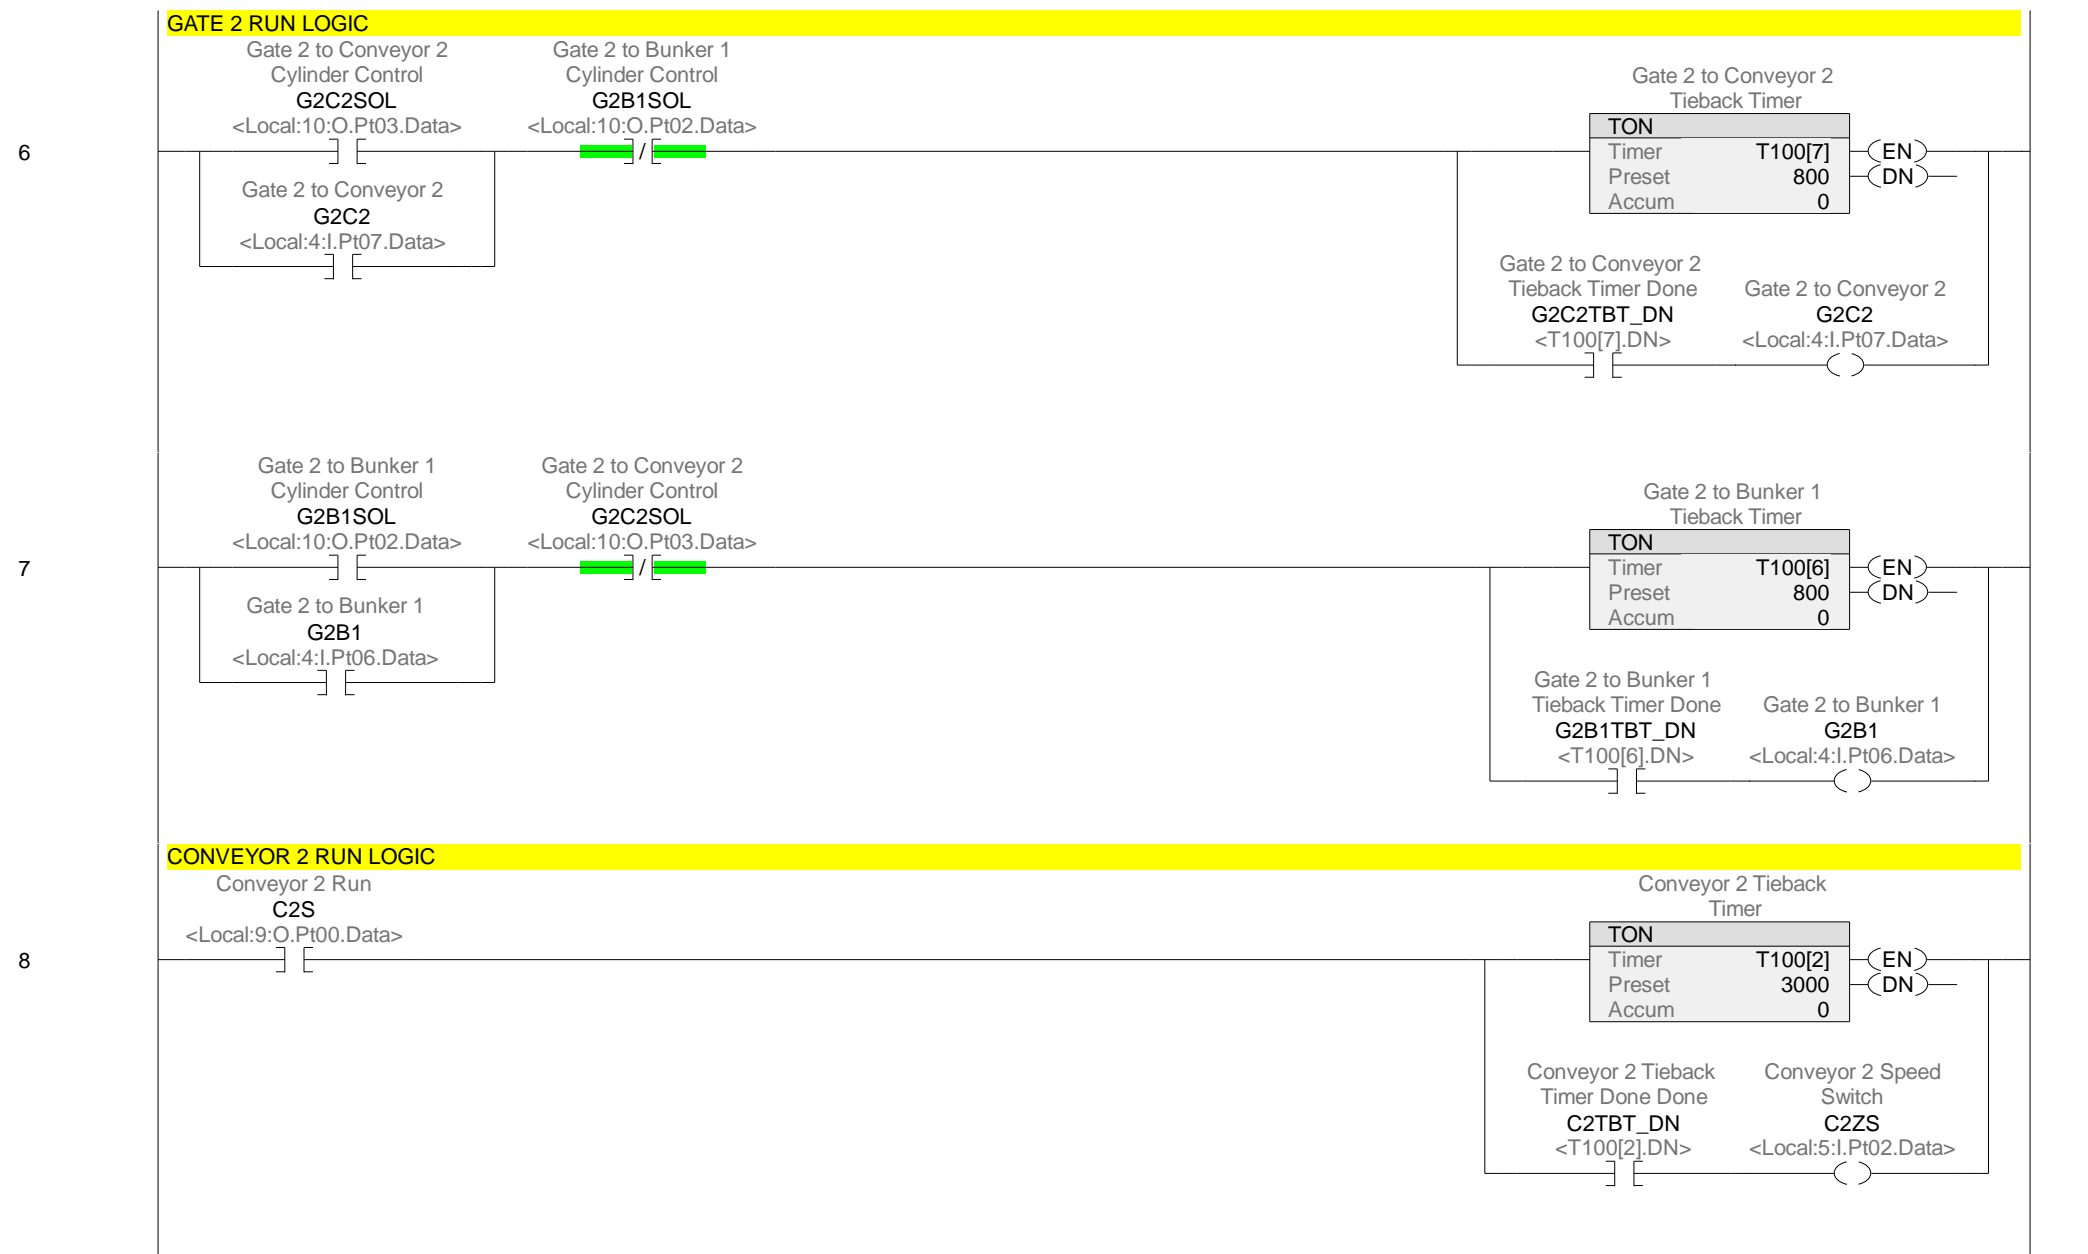 GATE 2 RUN LOGIC
Gate 2 to Conveyor 2
Cylinder Control
G2C2SOL
<Local:10:O.Pt03.Data>
Gate 2 to Bunker 1
Cylinder Control
G2B1SOL
<Local:10:O.Pt02.Data>
/
Gate 2 to Conveyor 2
Tieback Timer
TON
Timer T100[7]
Preset 800
Accum 0
EN
DN
6
Gate 2 to Conveyor 2
G2C2
<Local:4:I.Pt07.Data>
Gate 2 to Conveyor 2
Tieback Timer Done
G2C2TBT_DN
<T100[7].DN>
Gate 2 to Conveyor 2
G2C2
<Local:4:I.Pt07.Data>
Gate 2 to Bunker 1
Cylinder Control
G2B1SOL
<Local:10:O.Pt02.Data>
Gate 2 to Conveyor 2
Cylinder Control
G2C2SOL
<Local:10:O.Pt03.Data>
/
Gate 2 to Bunker 1
Tieback Timer
TON
Timer T100[6]
Preset 800
Accum 0
EN
DN
7
Gate 2 to Bunker 1
G2B1
<Local:4:I.Pt06.Data>
Gate 2 to Bunker 1
Tieback Timer Done
G2B1TBT_DN
<T100[6].DN>
Gate 2 to Bunker 1
G2B1
<Local:4:I.Pt06.Data>
CONVEYOR 2 RUN LOGIC
Conveyor 2 Run
C2S
<Local:9:O.Pt00.Data>
Conveyor 2 Tieback
Timer
TON
Timer T100[2]
Preset 3000
Accum 0
EN
DN
8
Conveyor 2 Tieback
Timer Done Done
C2TBT_DN
<T100[2].DN>
Conveyor 2 Speed
Switch
C2ZS
<Local:5:I.Pt02.Data>